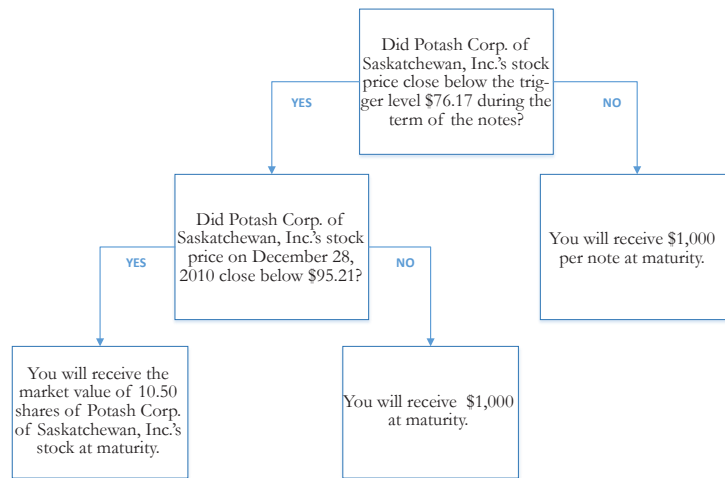 Did Potash Corp. of
Saskatchewan, Inc.'s stock
price close below the trig-
ger level $76.17 during the
term of the notes?
YES
NO
Did Potash Corp. of
Saskatchewan, Inc.'s stock
price on December 28,
2010 close below $95.21?
You will receive $1,000
per note at maturity.
YES
NO
You will receive the
market value of 10.50
shares of Potash Corp.
of Saskatchewan, Inc.'s
stock at maturity.
You will receive $1,000
at maturity.